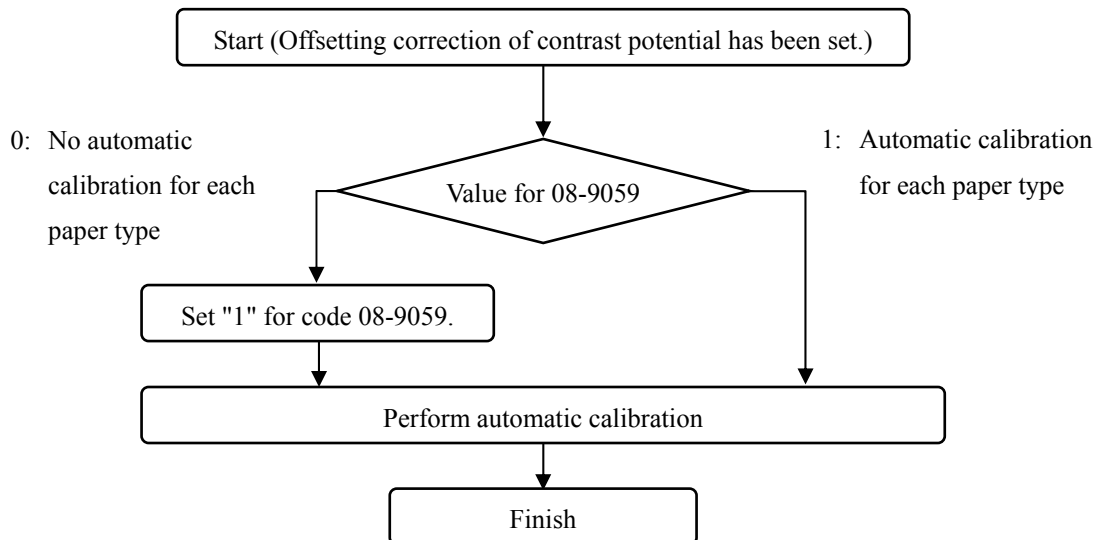 Start (Offsetting correction of contrast potential has been set.)
0: No automatic
calibration for each
paper type
1: Automatic calibration
for each paper type
Value for 08-9059
Set "1" for code 08-9059.
Perform automatic calibration
Finish